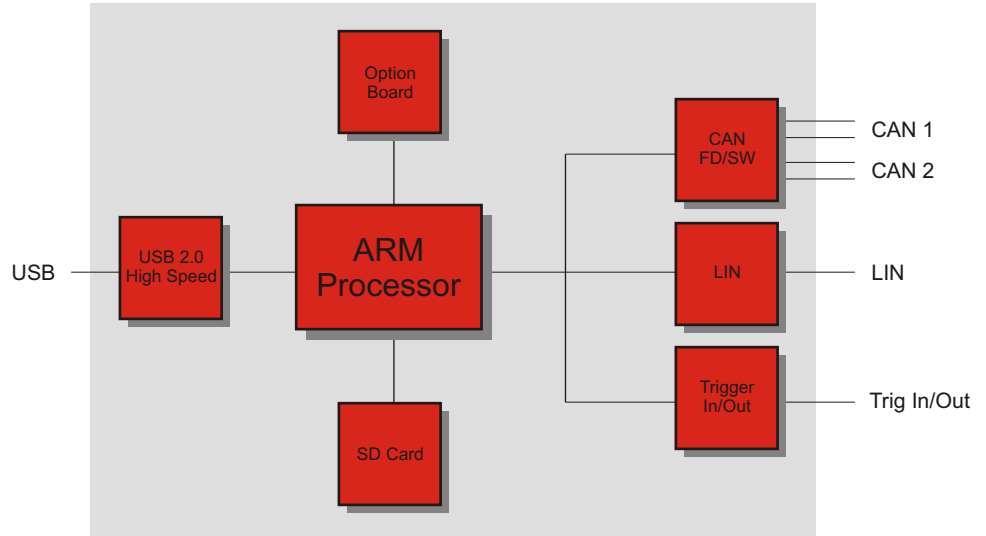 Option
Board
CAN
FD/SW
CAN 1
CAN 2
USB
USB 2.0
High Speed
ARM
Processor
LIN
LIN
Trigger
In/Out
Trig In/Out
SD Card